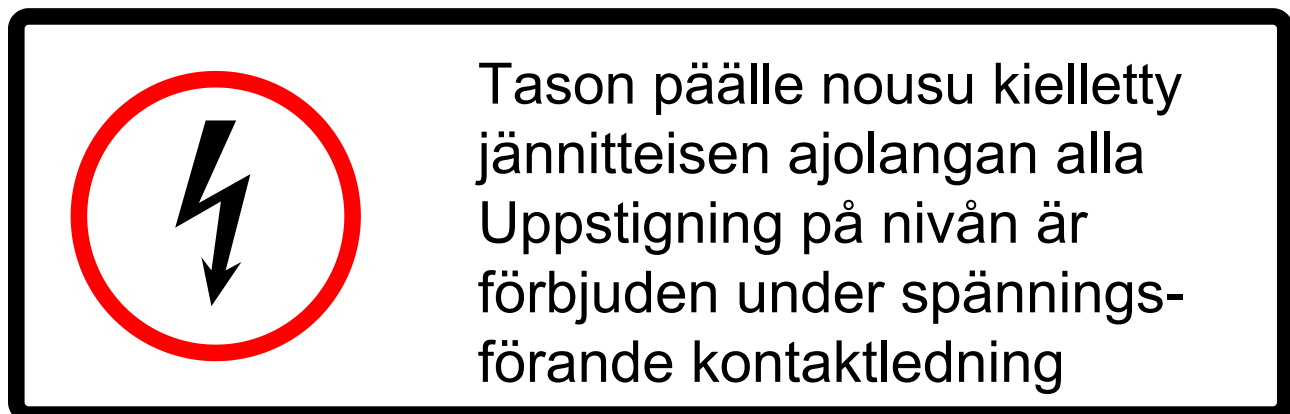 Tason päälle nousu kielletty
jännitteisen ajolangan alla
Uppstigning på nivån är
förbjuden under spännings-
förande kontaktledning